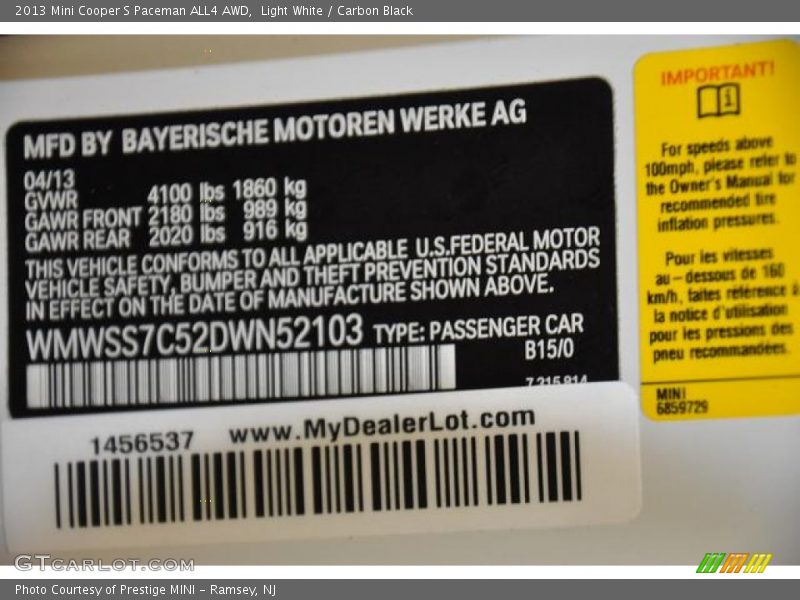 2013 Mini Cooper S Paceman ALL4 AWD, Light White / Carbon Black
MFD BY BAYERISCHE MOTOREN WERKE AG
04/13
GVWR 4100 lbs 1860 kg
GAWR FRONT 2180 lbs 989 kg
GAWR REAR 2020 lbs 916 kg
THIS VEHICLE CONFORMS TO ALL APPLICABLE U.S.FEDERAL MOTOR
VEHICLE SAFETY, BUMPER AND THEFT PREVENTION STANDARDS
IN EFFECT ON THE DATE OF MANUFACTURE SHOWN ABOVE.
WMWSS7C52DWN52103 TYPE: PASSENGER CAR
B15/0
7 215 814
1456537 www.MyDealerLot.com
IMPORTANT!
For speeds above
100mph, please refer to
the Owner's Manual for
recommended tire
inflation pressures.
Pour les vitesses
au-dessous de 160
km/h, faites référence à
la notice d'utilisation
pour les pressions des
pneu recommandées.
MINI
6859729
GTCARLOT.COM
Photo Courtesy of Prestige MINI - Ramsey, NJ